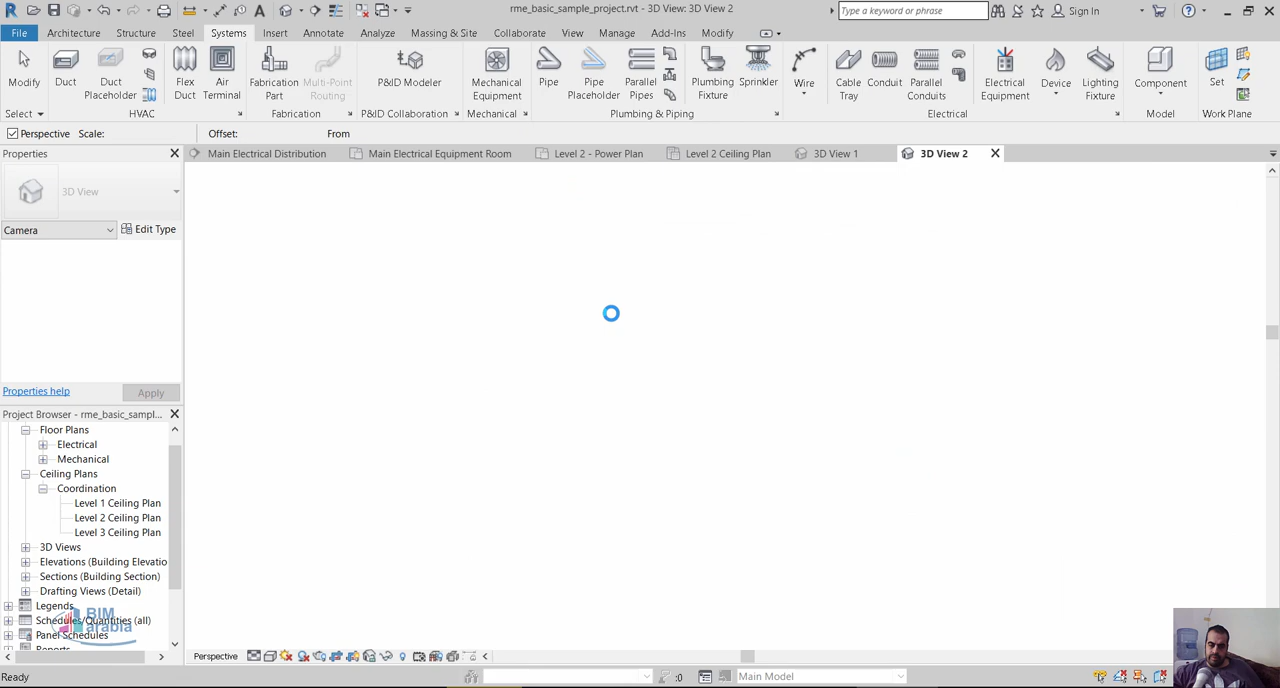 rme_basic_sample_project.rvt - 3D View: 3D View 2
Type a keyword or phrase
Sign In
File Architecture Structure Steel Systems Insert Annotate Analyze Massing & Site Collaborate View Manage Add-Ins Modify
Modify
Duct
Duct Placeholder
Flex Duct
Air Terminal
Fabrication Part
Multi-Point Routing
P&ID Modeler
Mechanical Equipment
Pipe
Pipe Placeholder
Parallel Pipes
Plumbing Fixture
Sprinkler
Wire
Cable Tray
Conduit
Parallel Conduits
Electrical Equipment
Device
Lighting Fixture
Component
Set
Select HVAC Fabrication P&ID Collaboration Mechanical Plumbing & Piping Electrical Model Work Plane
Perspective Scale: Offset: From
Properties
Main Electrical Distribution Main Electrical Equipment Room Level 2 - Power Plan Level 2 Ceiling Plan 3D View 1 3D View 2
3D View
Camera Edit Type
Properties help Apply
Project Browser - rme_basic_sampl...
Floor Plans
Electrical
Mechanical
Ceiling Plans
Coordination
Level 1 Ceiling Plan
Level 2 Ceiling Plan
Level 3 Ceiling Plan
3D Views
Elevations (Building Elevatio
Sections (Building Section)
Drafting Views (Detail)
Legends
Schedules/Quantities (all)
Panel Schedules
BIM
arabia
Perspective
Ready :0 Main Model